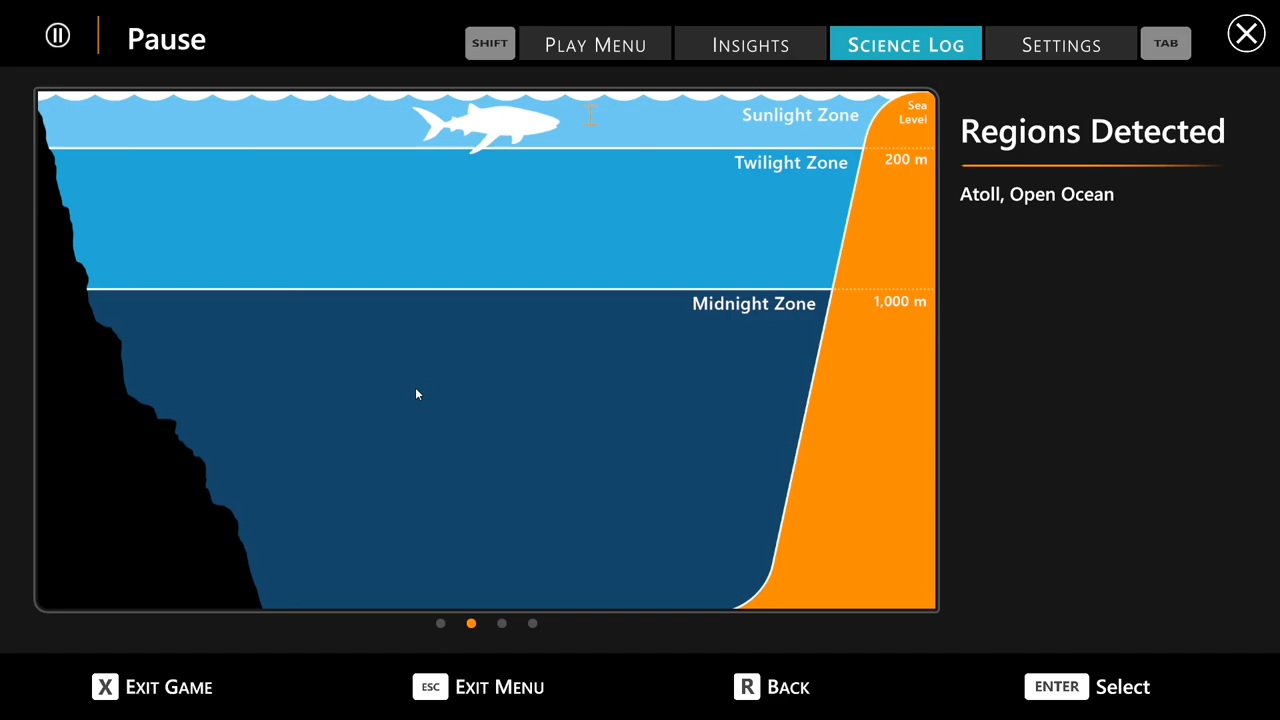 Pause
SHIFT
PLAY MENU
INSIGHTS
SCIENCE LOG
SETTINGS
TAB
Sunlight Zone
Sea
Level
Twilight Zone
200 m
Midnight Zone
1,000 m
Regions Detected
Atoll, Open Ocean
X EXIT GAME
ESC EXIT MENU
R BACK
ENTER Select